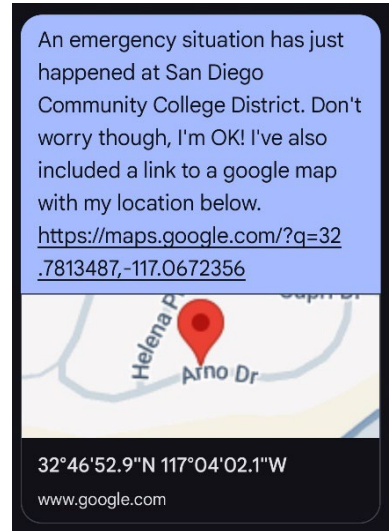 An emergency situation has just
happened at San Diego
Community College District. Don't
worry though, I'm OK! I've also
included a link to a google map
with my location below.
https://maps.google.com/?q=32
.7813487,-117.0672356
Capri Dr
Helena P
Arno Dr
32°46'52.9"N 117°04'02.1"W
www.google.com